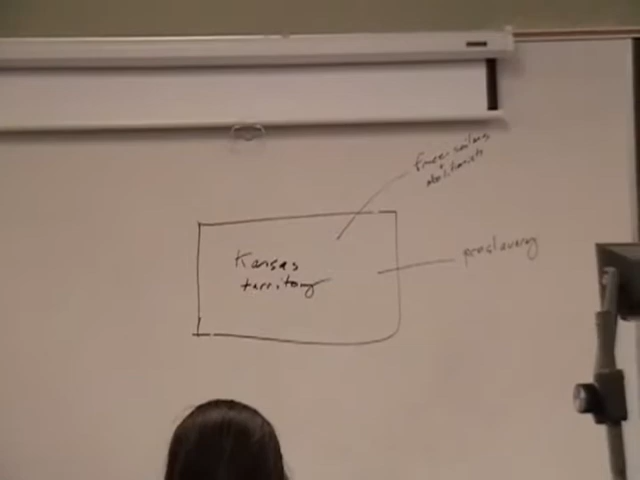 free soilers
+
abolitionists
Kansas
territory
proslavery